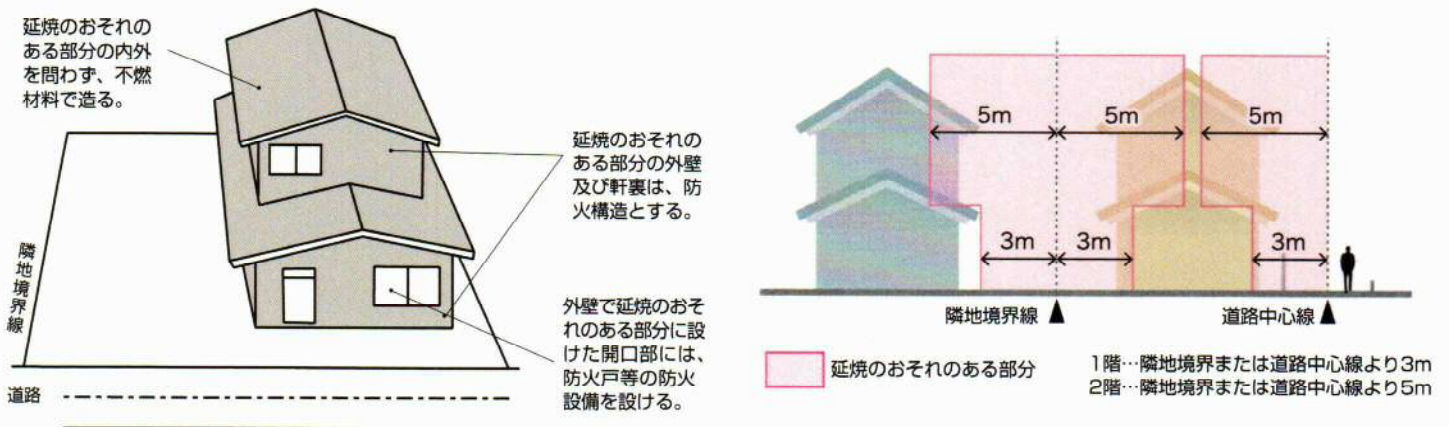 延焼のおそれの
ある部分の内外
を問わず、不燃
材料で造る。
延焼のおそれの
ある部分の外壁
及び軒裏は、防
火構造とする。
外壁で延焼のおそ
れのある部分に設
けた開口部には、
防火戸等の防火
設備を設ける。
隣地境界線
道路
5m
5m
5m
3m
3m
3m
隣地境界線▲
道路中心線▲
延焼のおそれのある部分
1階…隣地境界または道路中心線より3m
2階…隣地境界または道路中心線より5m